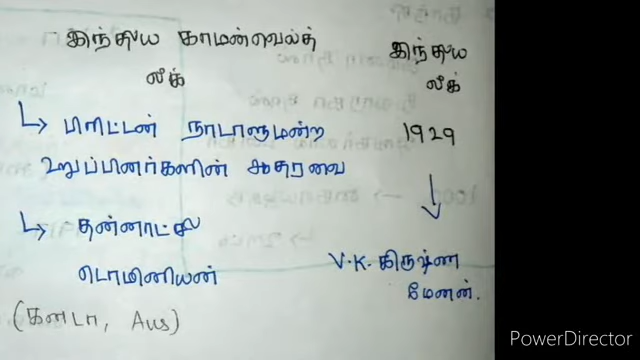 இந்திய காமன்வெல்த்
லீக்
↳ பிரிட்டன் நாடாளுமன்ற
உறுப்பினர்களின் ஆதரவை
↳ தன்னாட்சி
டொமினியன்
(கனடா, Aus)
இந்திய
லீக்
1929
↓
V.K. கிருஷ்ண
மேனன்.
PowerDirector